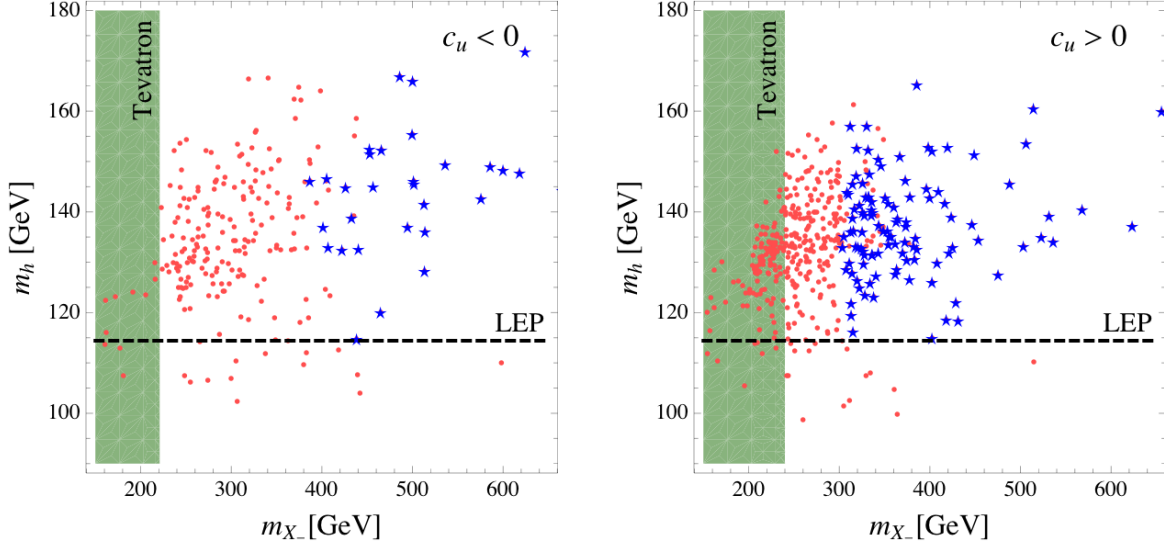 180
160
140
120
100
m_h [GeV]
Tevatron
c_u < 0
LEP
200
300
400
500
600
m_{X_-} [GeV]
180
160
140
120
100
m_h [GeV]
Tevatron
c_u > 0
LEP
200
300
400
500
600
m_{X_-} [GeV]